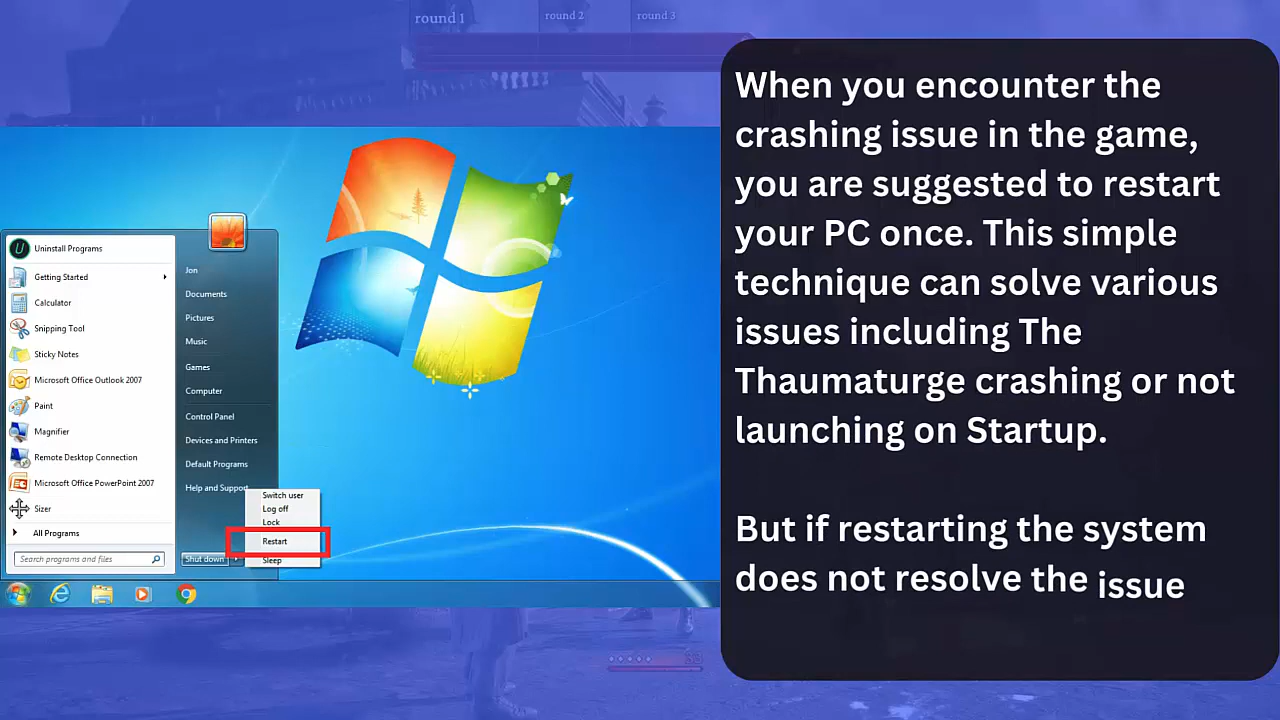 round 1
round 2
round 3
When you encounter the
crashing issue in the game,
you are suggested to restart
your PC once. This simple
technique can solve various
issues including The
Thaumaturge crashing or not
launching on Startup.
But if restarting the system
does not resolve the issue
Uninstall Programs
Getting Started
Calculator
Snipping Tool
Sticky Notes
Microsoft Office Outlook 2007
Paint
Magnifier
Remote Desktop Connection
Microsoft Office PowerPoint 2007
Sizer
All Programs
Search programs and files
Jon
Documents
Pictures
Music
Games
Computer
Control Panel
Devices and Printers
Default Programs
Help and Support
Shut down
Switch user
Log off
Lock
Restart
Sleep